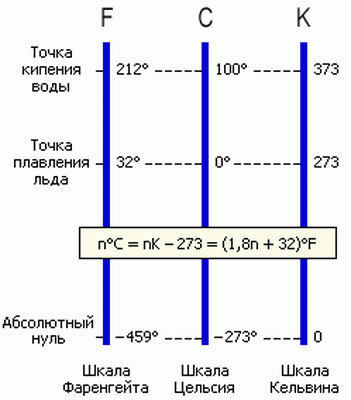 F C K
Точка
кипения
воды
212° 100° 373
Точка
плавления
льда
32° 0° 273
n°C = nK – 273 = (1,8n + 32)°F
Абсолютный
нуль
–459° –273° 0
Шкала Фаренгейта
Шкала Цельсия
Шкала Кельвина